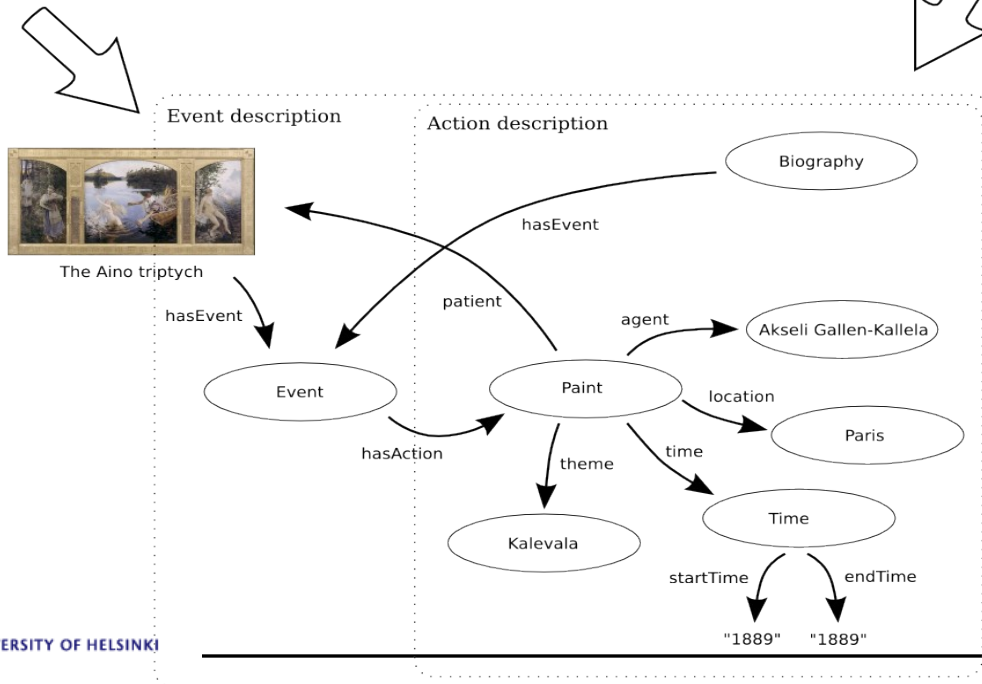 Event description
Action description
Biography
hasEvent
The Aino triptych
patient
hasEvent
agent
Akseli Gallen-Kallela
Event
Paint
location
Paris
hasAction
theme
time
Kalevala
Time
startTime
endTime
"1889"
"1889"
ERSITY OF HELSINKI